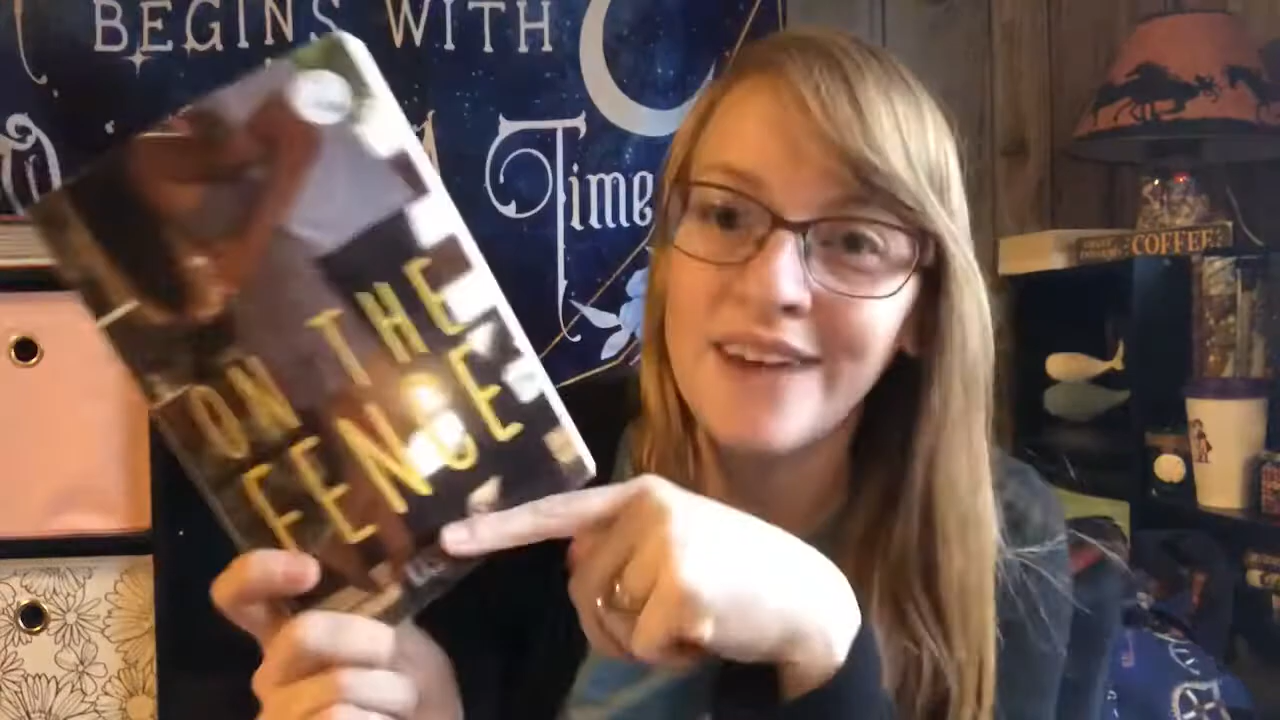 BEGINS WITH
Time
ON THE
FENCE
COFFEE